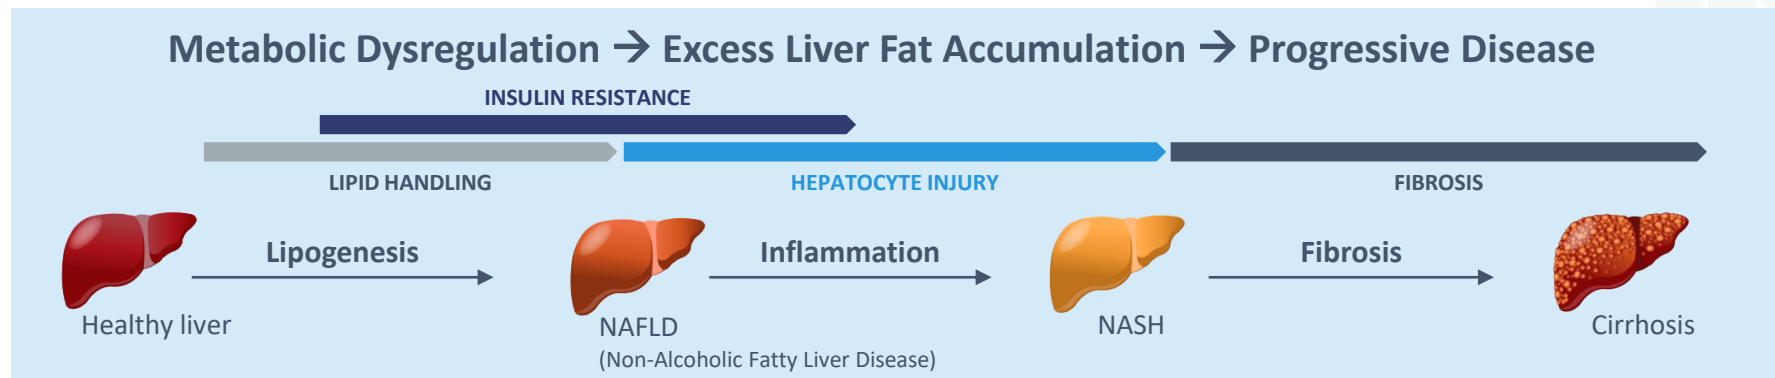 Metabolic Dysregulation → Excess Liver Fat Accumulation → Progressive Disease
INSULIN RESISTANCE
LIPID HANDLING
HEPATOCYTE INJURY
FIBROSIS
Lipogenesis
Inflammation
Fibrosis
Healthy liver
NAFLD
(Non-Alcoholic Fatty Liver Disease)
NASH
Cirrhosis